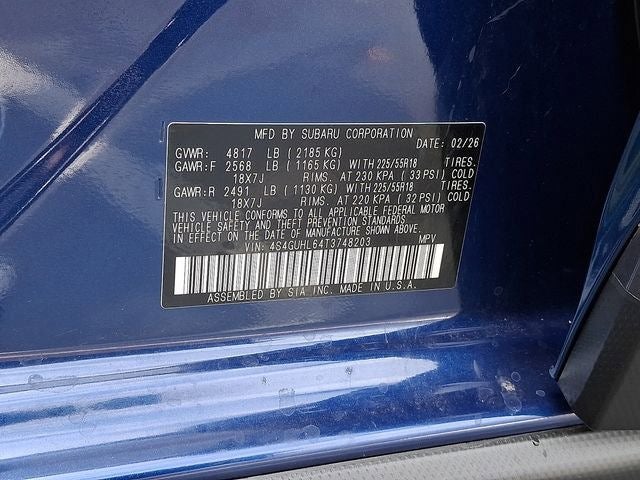 MFD BY SUBARU CORPORATION
DATE: 02/26
GVWR: 4817 LB (2185 KG)
GAWR:F 2568 LB (1165 KG) WITH 225/55R18 TIRES.
18X7J RIMS. AT 230 KPA (33 PSI) COLD
GAWR:R 2491 LB (1130 KG) WITH 225/55R18 TIRES.
18X7J RIMS. AT 220 KPA (32 PSI) COLD
THIS VEHICLE CONFORMS TO ALL APPLICABLE FEDERAL MOTOR
VEHICLE SAFETY AND THEFT PREVENTION STANDARDS
IN EFFECT ON THE DATE OF MANUFACTURE SHOWN ABOVE.
VIN: 4S4GUHL64T3748203 MPV
ASSEMBLED BY SIA INC. MADE IN U.S.A.